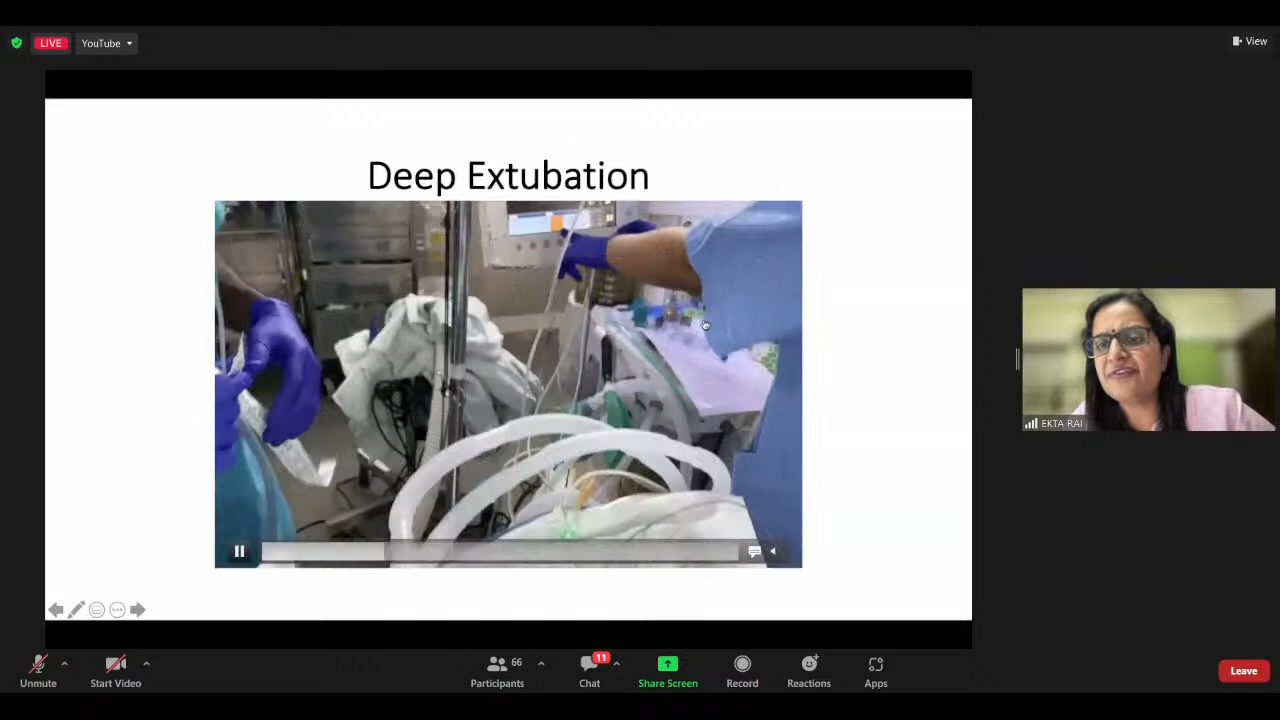 LIVE
YouTube
View
Deep Extubation
EKTA RAI
Unmute
Start Video
66
Participants
11
Chat
Share Screen
Record
Reactions
Apps
Leave